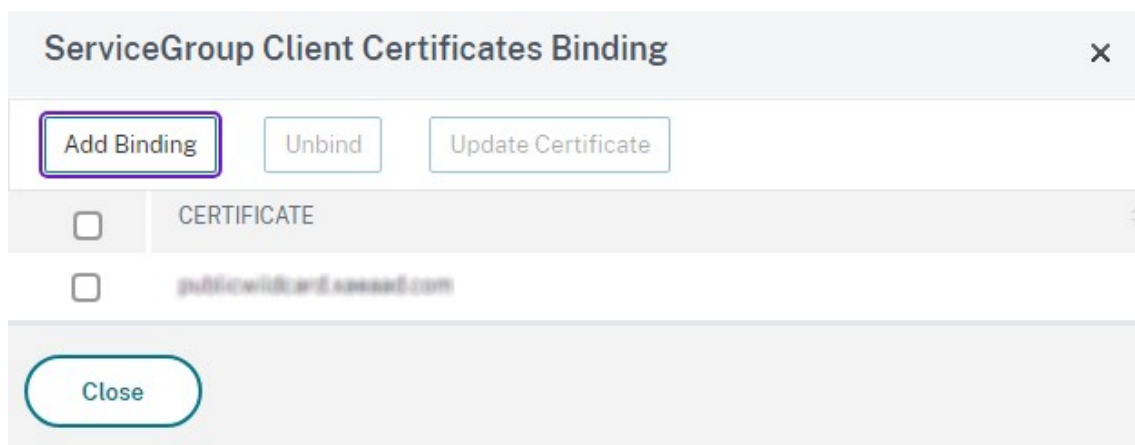 ServiceGroup Client Certificates Binding
Add Binding Unbind Update Certificate
CERTIFICATE
Close